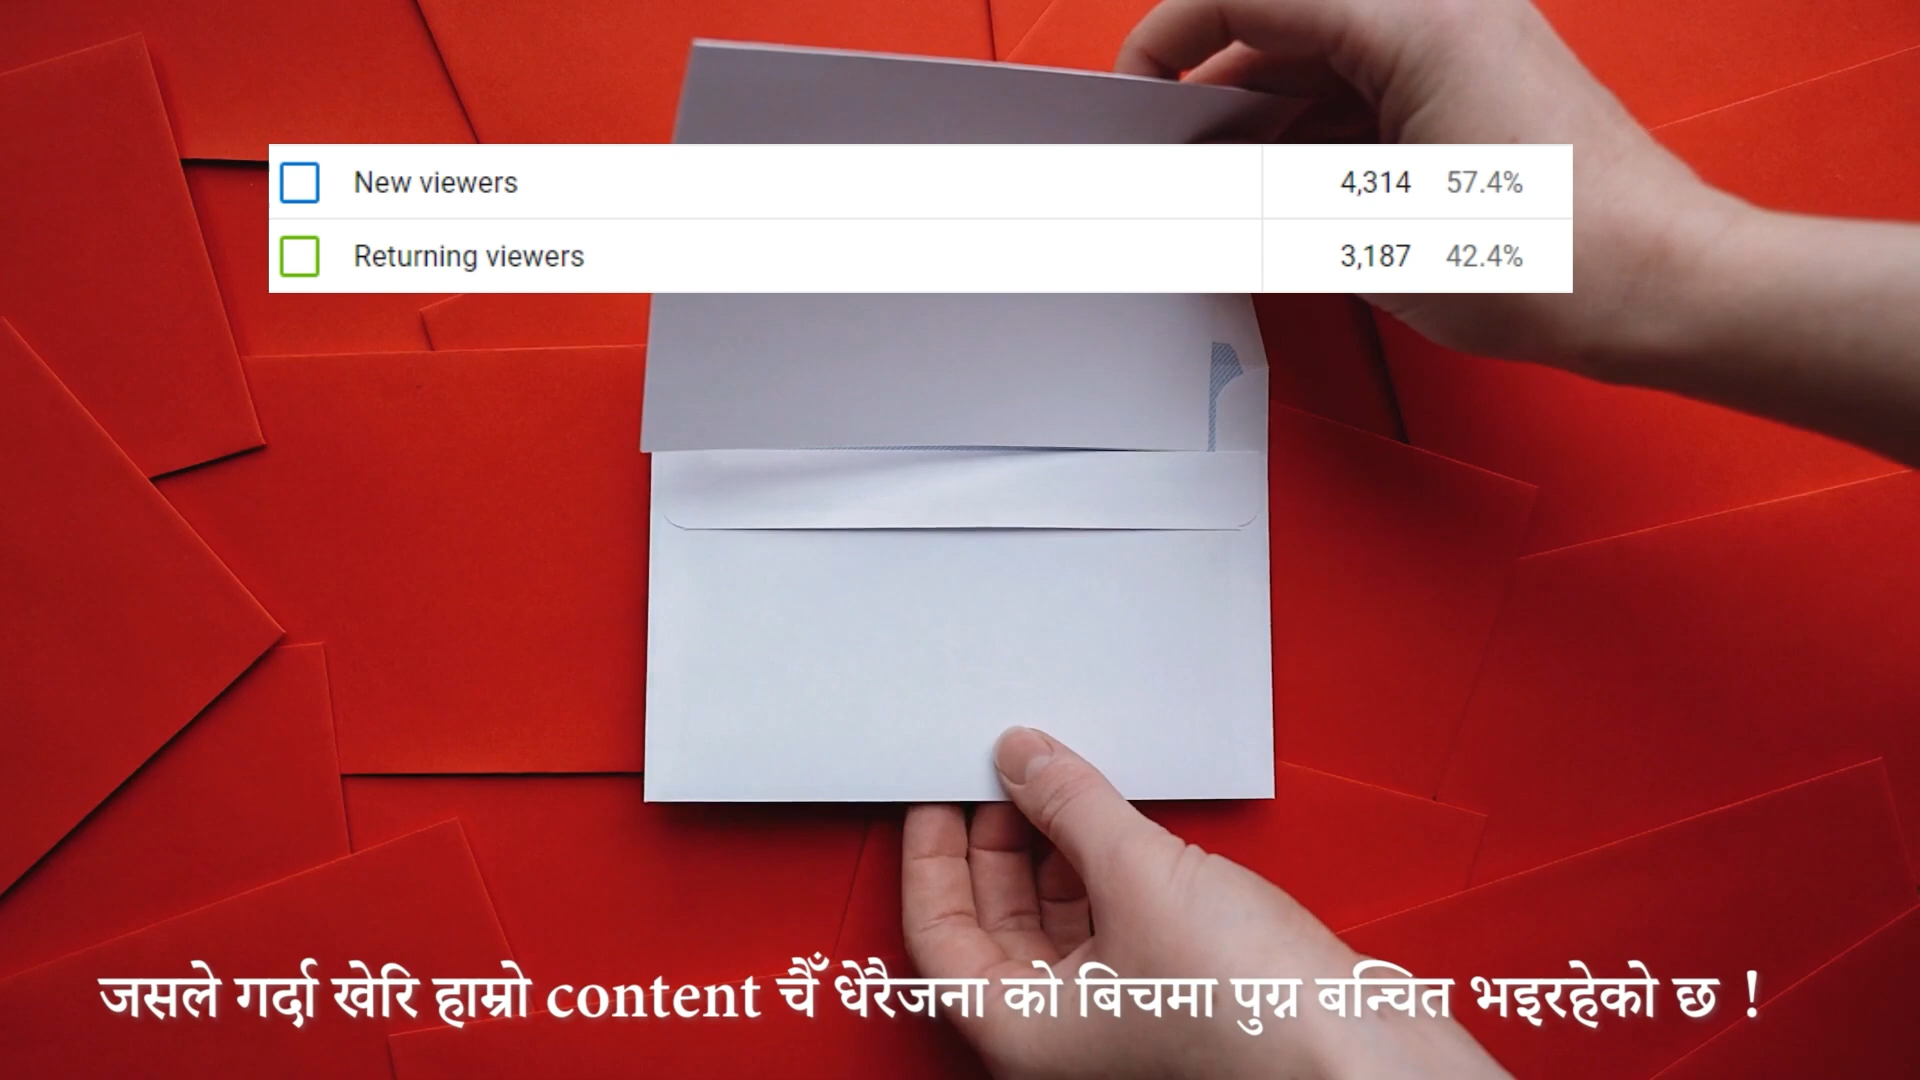 New viewers 4,314 57.4%
Returning viewers 3,187 42.4%
जसले गर्दा खेरि हाम्रो content चैँ धेरैजना को बिचमा पुग्न बन्चित भइरहेको छ !